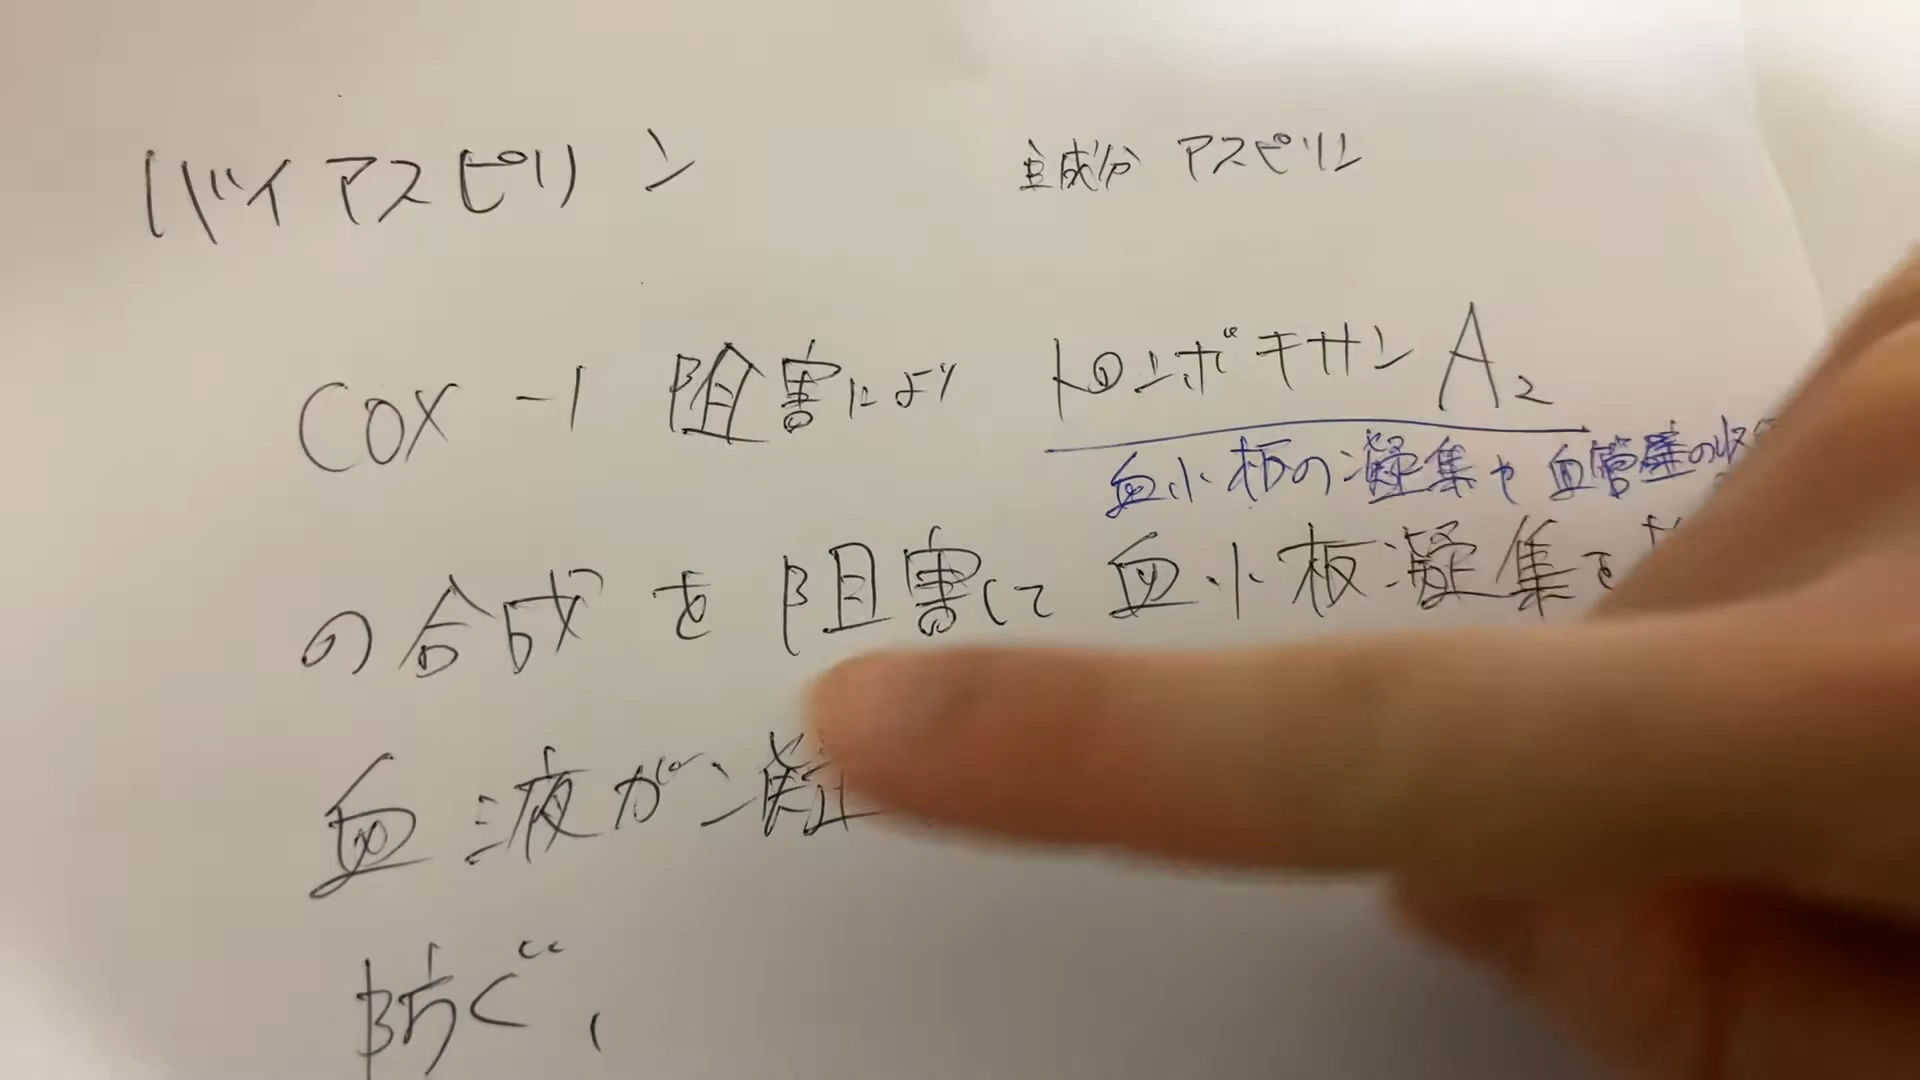 バイアスピリン 主成分 アスピリン
COX-1 阻害により トロンボキサンA2
血小板の凝集や血管壁の収
の合成を阻害して血小板凝集を
血液が凝
防ぐ。